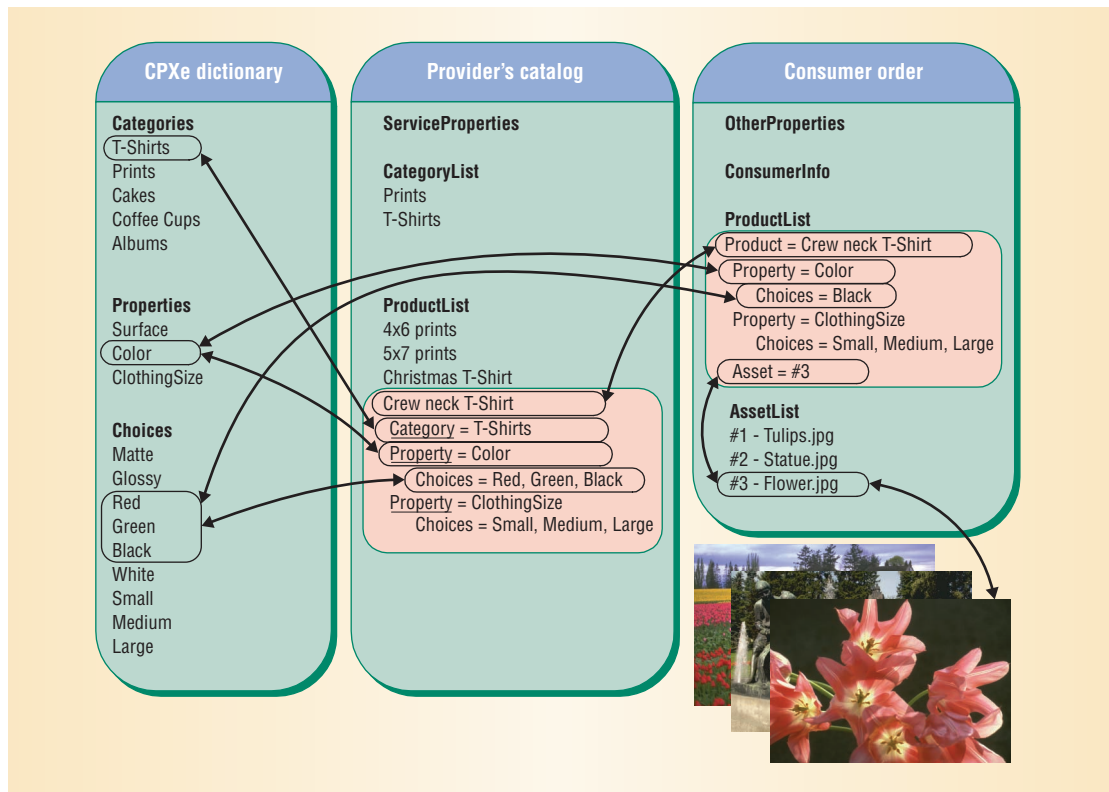 CPXe dictionary
Categories
T-Shirts
Prints
Cakes
Coffee Cups
Albums
Properties
Surface
Color
ClothingSize
Choices
Matte
Glossy
Red
Green
Black
White
Small
Medium
Large
Provider's catalog
ServiceProperties
CategoryList
Prints
T-Shirts
ProductList
4x6 prints
5x7 prints
Christmas T-Shirt
Crew neck T-Shirt
Category = T-Shirts
Property = Color
Choices = Red, Green, Black
Property = ClothingSize
Choices = Small, Medium, Large
Consumer order
OtherProperties
ConsumerInfo
ProductList
Product = Crew neck T-Shirt
Property = Color
Choices = Black
Property = ClothingSize
Choices = Small, Medium, Large
Asset = #3
AssetList
#1 - Tulips.jpg
#2 - Statue.jpg
#3 - Flower.jpg